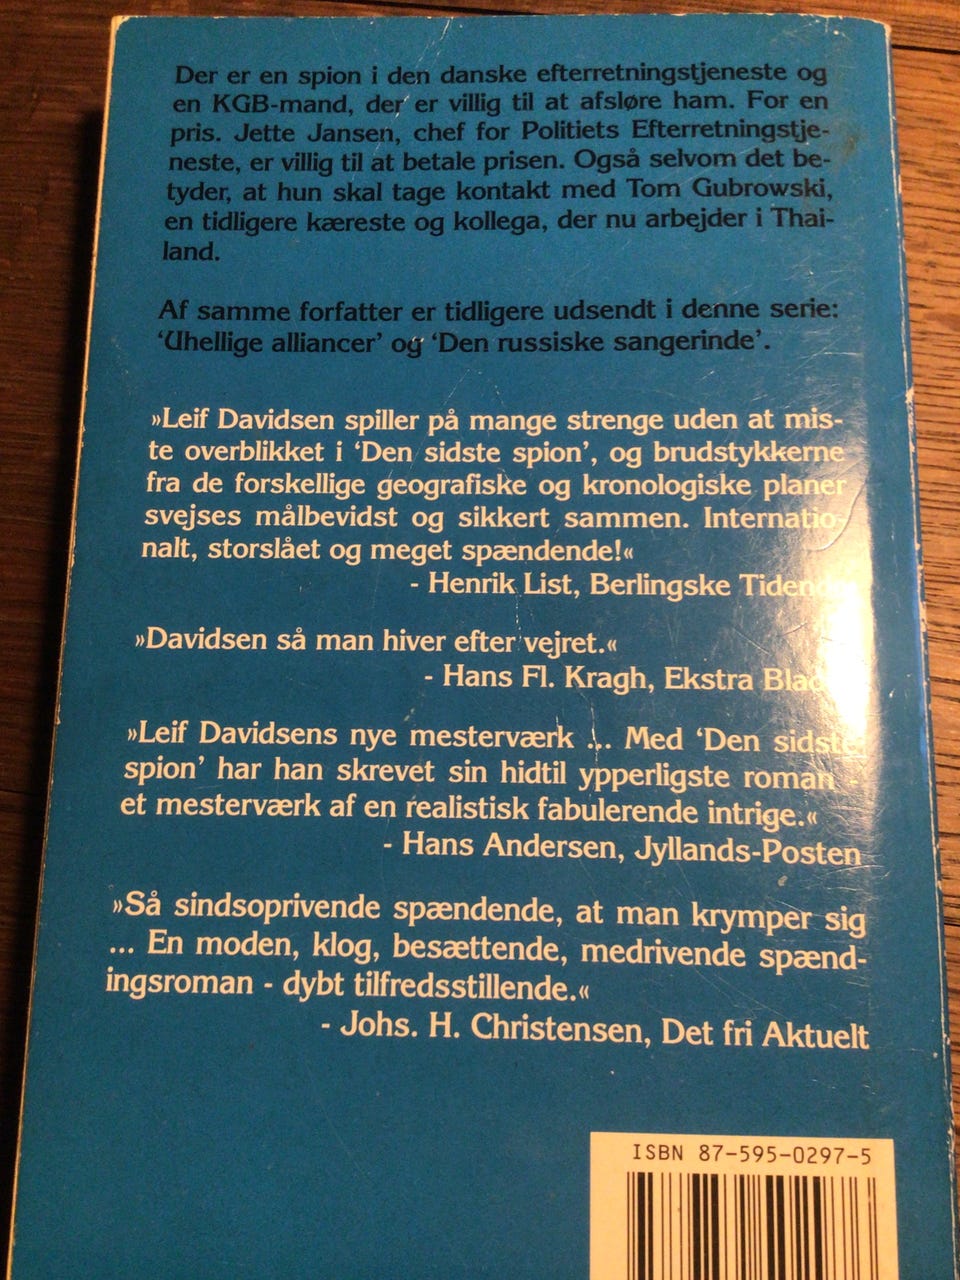 Der er en spion i den danske efterretningstjeneste og
en KGB-mand, der er villig til at afsløre ham. For en
pris. Jette Jansen, chef for Politiets Efterretningstje-
neste, er villig til at betale prisen. Også selvom det be-
tyder, at hun skal tage kontakt med Tom Gubrowski,
en tidligere kæreste og kollega, der nu arbejder i Thai-
land.
Af samme forfatter er tidligere udsendt i denne serie:
‘Uhellige alliancer’ og ‘Den russiske sangerinde’.
»Leif Davidsen spiller på mange strenge uden at mis-
te overblikket i ‘Den sidste spion’, og brudstykkerne
fra de forskellige geografiske og kronologiske planer
svejses målbevidst og sikkert sammen. Internatio-
nalt, storslået og meget spændende!«
- Henrik List, Berlingske
»Davidsen så man hiver efter vejret.«
- Hans Fl. Kragh, Ekstra
»Leif Davidsens nye mesterværk ... Med ‘Den sidste
spion’ har han skrevet sin hidtil ypperligste roman -
et mesterværk af en realistisk fabulerende intrige.«
- Hans Andersen, Jyllands-Posten
»Så sindsoprivende spændende, at man krymper sig
... En moden, klog, besættende, medrivende spænd-
ingsroman - dybt tilfredsstillende.«
- Johs. H. Christensen, Det fri Aktuelt
ISBN 87-595-0297-5